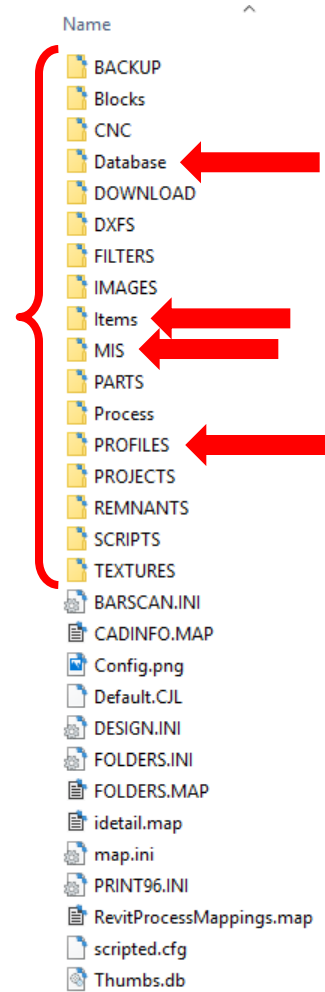 Name
BACKUP
Blocks
CNC
Database
DOWNLOAD
DXFS
FILTERS
IMAGES
Items
MIS
PARTS
Process
PROFILES
PROJECTS
REMNANTS
SCRIPTS
TEXTURES
BARSCAN.INI
CADINFO.MAP
Config.png
Default.CJL
DESIGN.INI
FOLDERS.INI
FOLDERS.MAP
idetail.map
map.ini
PRINT96.INI
RevitProcessMappings.map
scripted.cfg
Thumbs.db